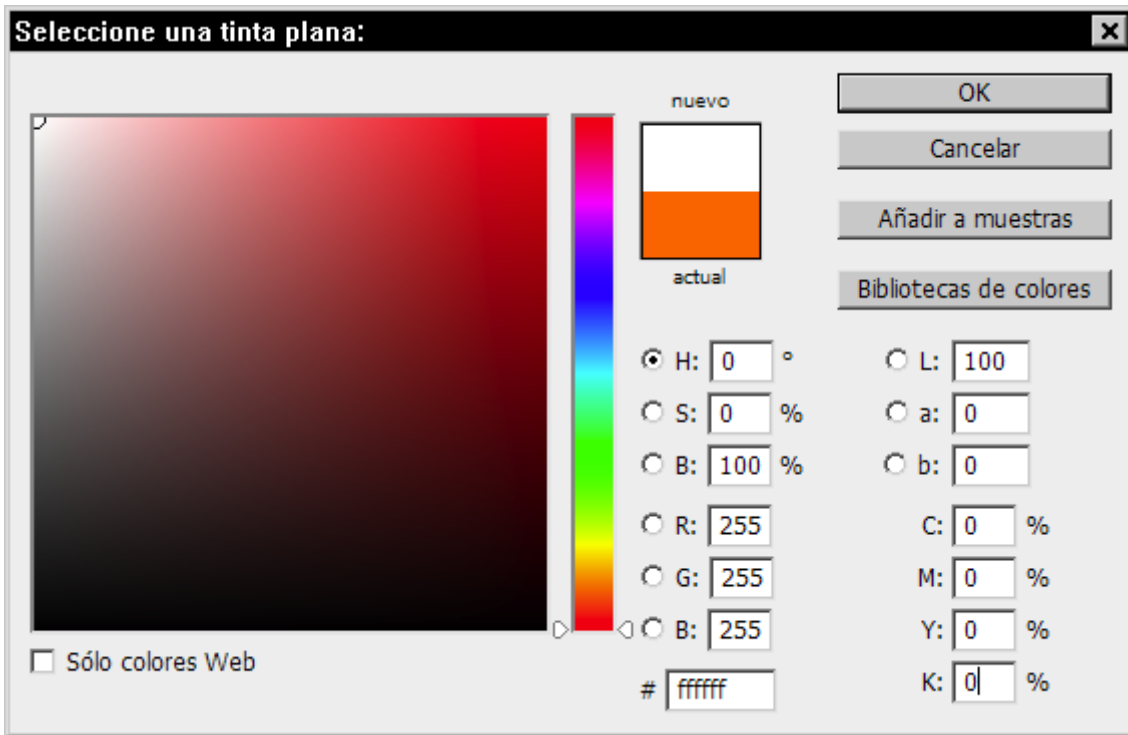 Seleccione una tinta plana:
nuevo
actual
OK
Cancelar
Añadir a muestras
Bibliotecas de colores
H: 0 º
S: 0 %
B: 100 %
R: 255
G: 255
B: 255
# ffffff
L: 100
a: 0
b: 0
C: 0 %
M: 0 %
Y: 0 %
K: 0 %
Sólo colores Web